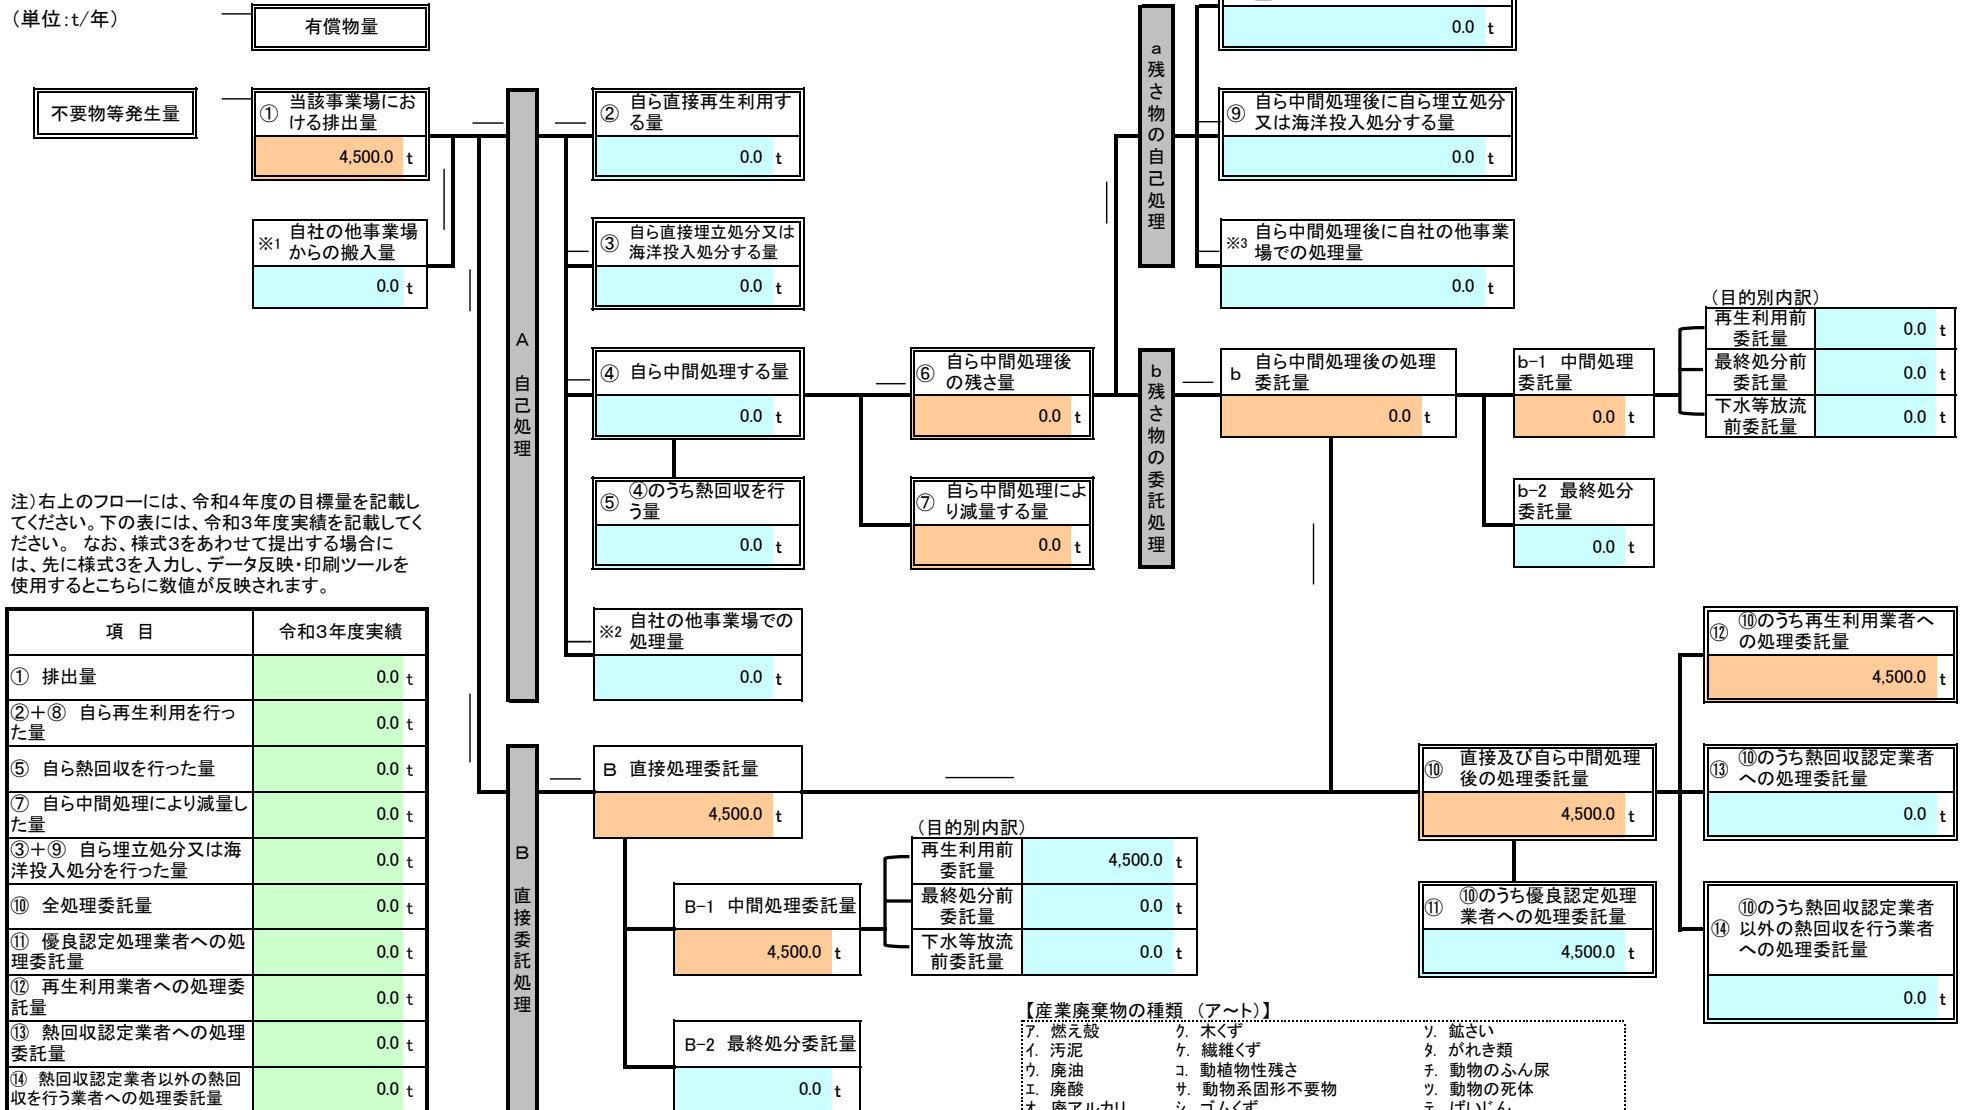 （単位:t/年）
有償物量
不要物等発生量
① 当該事業場にお
ける排出量
4,500.0 t
※1 自社の他事業場
からの搬入量
0.0 t
A 自己処理
② 自ら直接再生利用す
る量
0.0 t
③ 自ら直接埋立処分又は
海洋投入処分する量
0.0 t
④ 自ら中間処理する量
0.0 t
⑤ ④のうち熱回収を行
う量
0.0 t
※2 自社の他事業場での
処理量
0.0 t
⑥ 自ら中間処理後
の残さ量
0.0 t
⑦ 自ら中間処理によ
り減量する量
0.0 t
a 残さ物の自己処理
0.0 t
⑨ 自ら中間処理後に自ら埋立処分
又は海洋投入処分する量
0.0 t
※3 自ら中間処理後に自社の他事業
場での処理量
0.0 t
b 残さ物の委託処理
b 自ら中間処理後の処理
委託量
0.0 t
b-1 中間処理
委託量
0.0 t
b-2 最終処分
委託量
0.0 t
（目的別内訳）
再生利用前
委託量
0.0 t
最終処分前
委託量
0.0 t
下水等放流
前委託量
0.0 t
注）右上のフローには、令和４年度の目標量を記載し
てください。下の表には、令和３年度実績を記載してく
ださい。 なお、様式３をあわせて提出する場合に
は、先に様式３を入力し、データ反映・印刷ツールを
使用するとこちらに数値が反映されます。
項 目 令和３年度実績
① 排出量 0.0 t
②＋⑧ 自ら再生利用を行っ
た量 0.0 t
⑤ 自ら熱回収を行った量 0.0 t
⑦ 自ら中間処理により減量し
た量 0.0 t
③＋⑨ 自ら埋立処分又は海
洋投入処分を行った量 0.0 t
⑩ 全処理委託量 0.0 t
⑪ 優良認定処理業者への処
理委託量 0.0 t
⑫ 再生利用業者への処理委
託量 0.0 t
⑬ 熱回収認定業者への処理
委託量 0.0 t
⑭ 熱回収認定業者以外の熱回
収を行う業者への処理委託量 0.0 t
B 直接委託処理
B 直接処理委託量
4,500.0 t
B-1 中間処理委託量
4,500.0 t
B-2 最終処分委託量
0.0 t
（目的別内訳）
再生利用前
委託量
4,500.0 t
最終処分前
委託量
0.0 t
下水等放流
前委託量
0.0 t
⑩ 直接及び自ら中間処理
後の処理委託量
4,500.0 t
⑪ ⑩のうち優良認定処理
業者への処理委託量
4,500.0 t
⑫ ⑩のうち再生利用業者へ
の処理委託量
4,500.0 t
⑬ ⑩のうち熱回収認定業者
への処理委託量
0.0 t
⑭ ⑩のうち熱回収認定業者
以外の熱回収を行う業者
への処理委託量
0.0 t
【産業廃棄物の種類 （ア～ト）】
ｱ. 燃え殻 ｸ. 木くず ｿ. 鉱さい
ｲ. 汚泥 ｹ. 繊維くず ﾀ. がれき類
ｳ. 廃油 ｺ. 動植物性残さ ﾁ. 動物のふん尿
ｴ. 廃酸 ｻ. 動物系固形不要物 ﾂ. 動物の死体
ｵ. 廃アルカリ ｼ. ゴムくず ﾃ. ばいじん